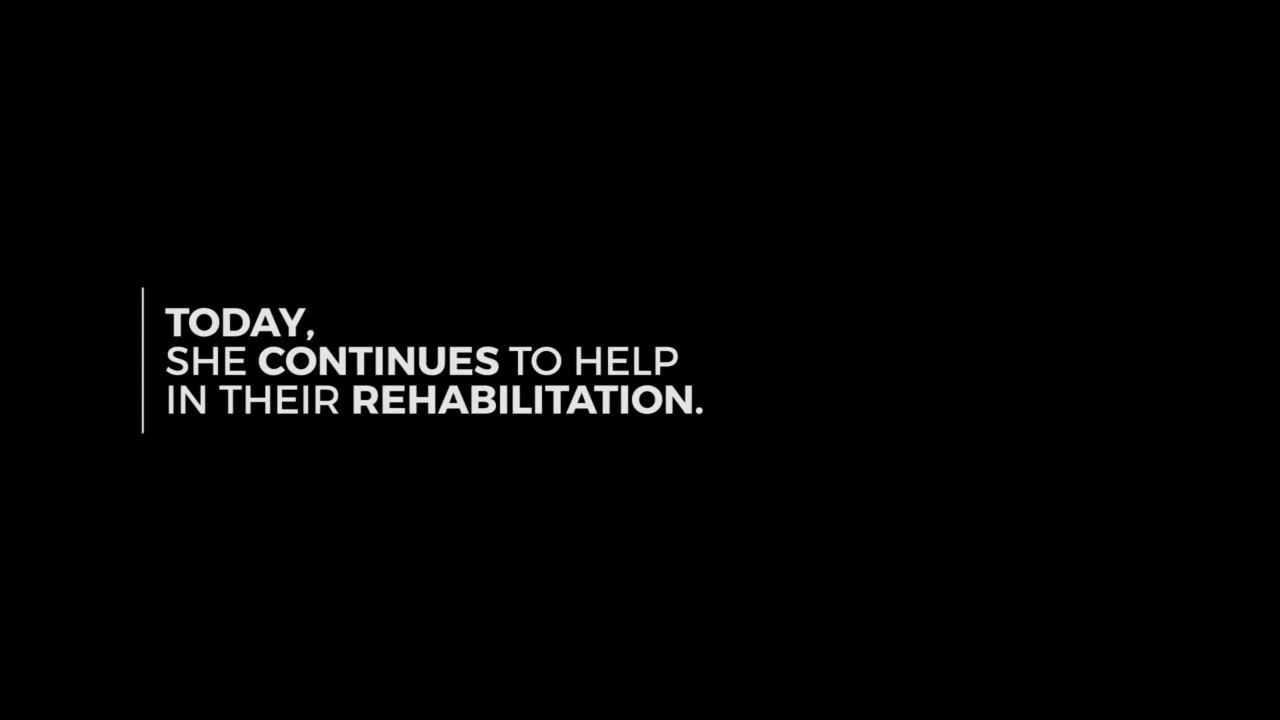 TODAY,
SHE CONTINUES TO HELP
IN THEIR REHABILITATION.